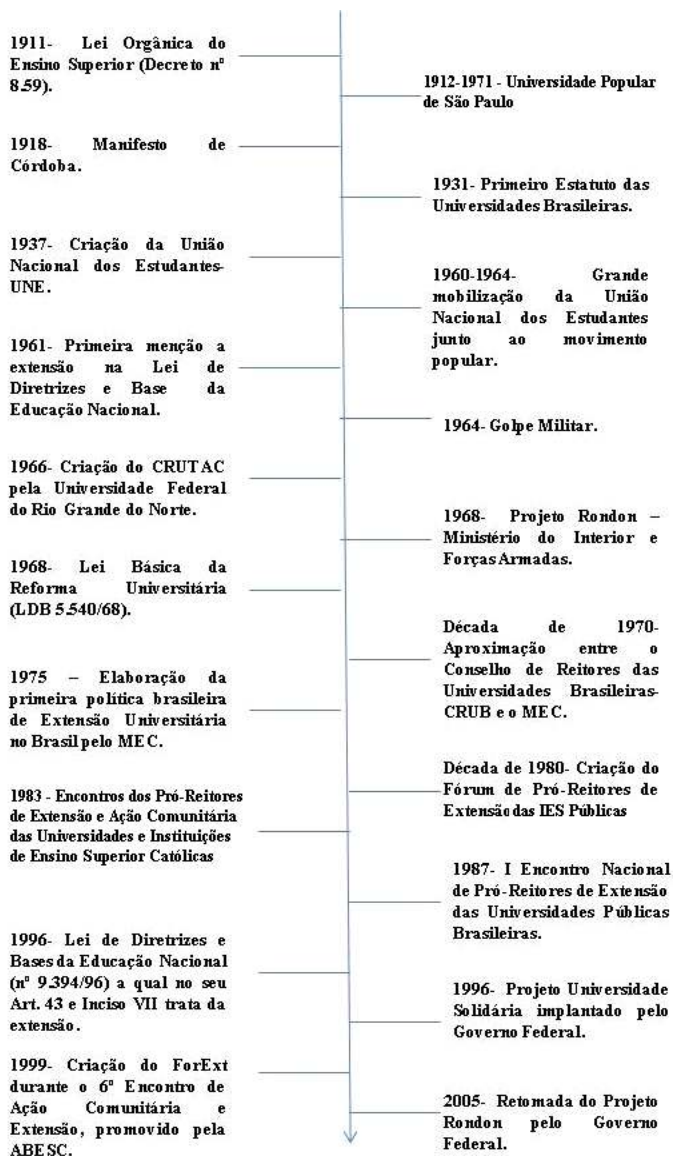 1911- Lei Orgânica do
Ensino Superior (Decreto nº
8.59).
1912-1971 - Universidade Popular
de São Paulo
1918- Manifesto de
Córdoba.
1931- Primeiro Estatuto das
Universidades Brasileiras.
1937- Criação da União
Nacional dos Estudantes-
UNE.
1960-1964- Grande
mobilização da União
Nacional dos Estudantes
junto ao movimento
popular.
1961- Primeira menção a
extensão na Lei de
Diretrizes e Base da
Educação Nacional.
1964- Golpe Militar.
1966- Criação do CRUTAC
pela Universidade Federal
do Rio Grande do Norte.
1968- Projeto Rondon –
Ministério do Interior e
Forças Armadas.
1968- Lei Básica da
Reforma Universitária
(LDB 5.540/68).
Década de 1970-
Aproximação entre o
Conselho de Reitores das
Universidades Brasileiras-
CRUB e o MEC.
1975 – Elaboração da
primeira política brasileira
de Extensão Universitária
no Brasil pelo MEC.
Década de 1980- Criação do
Fórum de Pró-Reitores de
Extensão das IES Públicas
1983 - Encontros dos Pró-Reitores
de Extensão e Ação Comunitária
das Universidades e Instituições
de Ensino Superior Católicas
1987- I Encontro Nacional
de Pró-Reitores de Extensão
das Universidades Públicas
Brasileiras.
1996- Lei de Diretrizes e
Bases da Educação Nacional
(nº 9.394/96) a qual no seu
Art. 43 e Inciso VII trata da
extensão.
1996- Projeto Universidade
Solidária implantado pelo
Governo Federal.
1999- Criação do ForExt
durante o 6º Encontro de
Ação Comunitária e
Extensão, promovido pela
ABESC.
2005- Retomada do Projeto
Rondon pelo Governo
Federal.